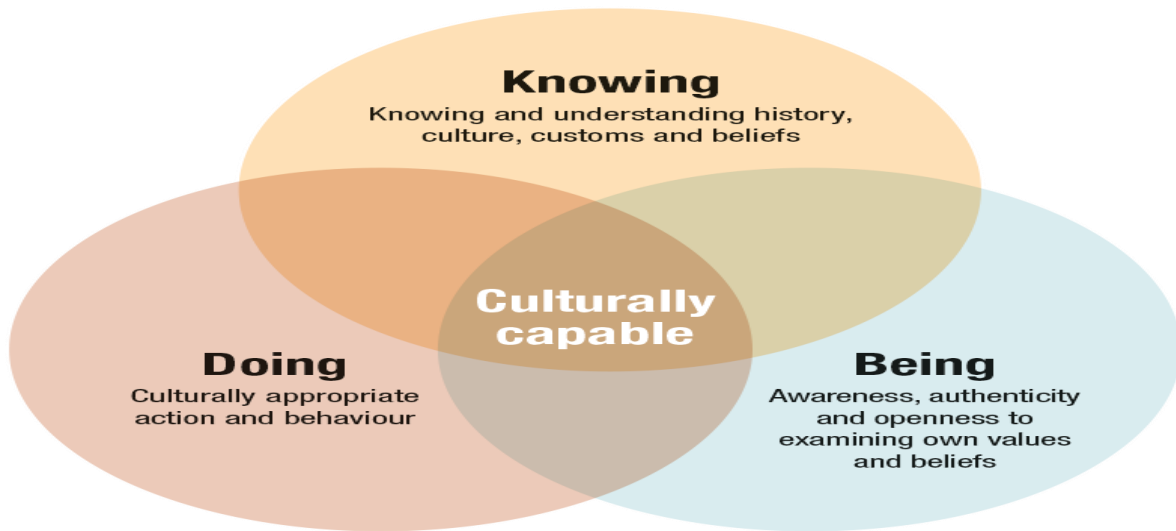 Knowing
Knowing and understanding history,
culture, customs and beliefs
Culturally
capable
Doing
Culturally appropriate
action and behaviour
Being
Awareness, authenticity
and openness to
examining own values
and beliefs